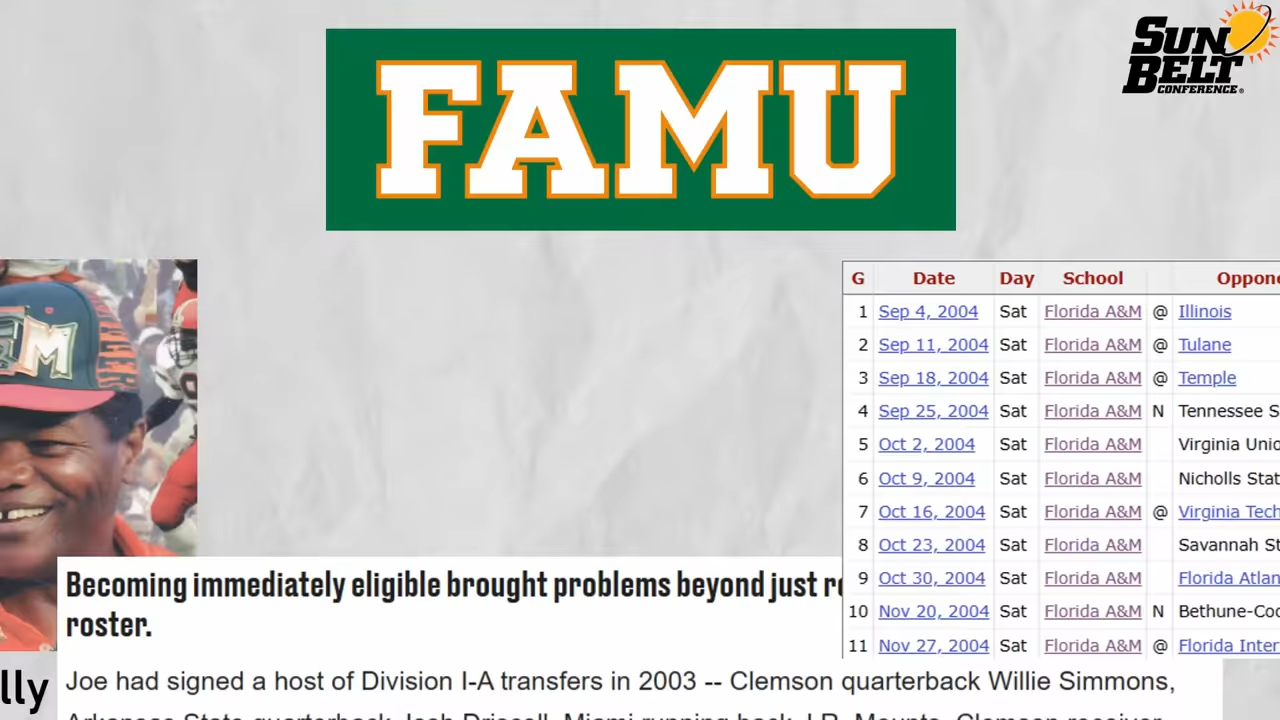 SUN
BELT
CONFERENCE
FAMU
G Date Day School
1 Sep 4, 2004 Sat Florida A&M @ Illinois
2 Sep 11, 2004 Sat Florida A&M @ Tulane
3 Sep 18, 2004 Sat Florida A&M @ Temple
4 Sep 25, 2004 Sat Florida A&M N Tennessee S
5 Oct 2, 2004 Sat Florida A&M Virginia Unio
6 Oct 9, 2004 Sat Florida A&M Nicholls Stat
7 Oct 16, 2004 Sat Florida A&M @ Virginia Tech
8 Oct 23, 2004 Sat Florida A&M Savannah St
9 Oct 30, 2004 Sat Florida A&M Florida Atlan
10 Nov 20, 2004 Sat Florida A&M N Bethune-Coo
11 Nov 27, 2004 Sat Florida A&M @ Florida Inter
Becoming immediately eligible brought problems beyond just
roster.
lly
Joe had signed a host of Division I-A transfers in 2003 -- Clemson quarterback Willie Simmons,